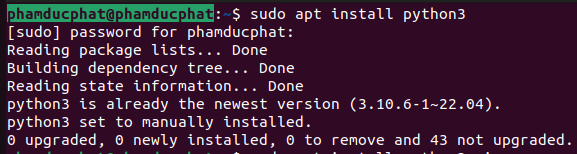 phamducphat@phamducphat:~$ sudo apt install python3
[sudo] password for phamducphat:
Reading package lists... Done
Building dependency tree... Done
Reading state information... Done
python3 is already the newest version (3.10.6-1~22.04).
python3 set to manually installed.
0 upgraded, 0 newly installed, 0 to remove and 43 not upgraded.